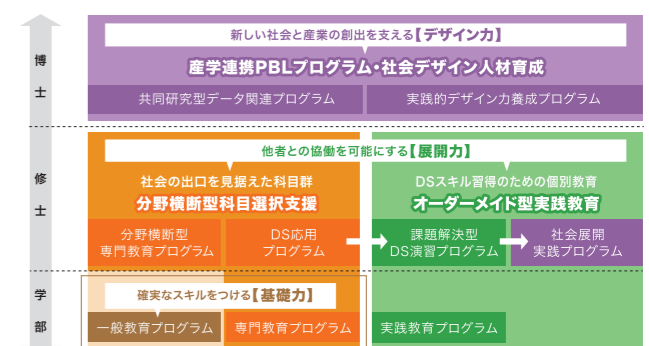 博士
新しい社会と産業の創出を支える【デザイン力】
産学連携PBLプログラム・社会デザイン人材育成
共同研究型データ関連プログラム
実践的デザイン力養成プログラム
修士
他者との協働を可能にする【展開力】
社会の出口を見据えた科目群
分野横断型科目選択支援
DSスキル習得のための個別教育
オーダーメイド型実践教育
分野横断型
専門教育プログラム
DS応用
プログラム
課題解決型
DS演習プログラム
社会展開
実践プログラム
学部
確実なスキルをつける【基礎力】
一般教育プログラム
専門教育プログラム
実践教育プログラム